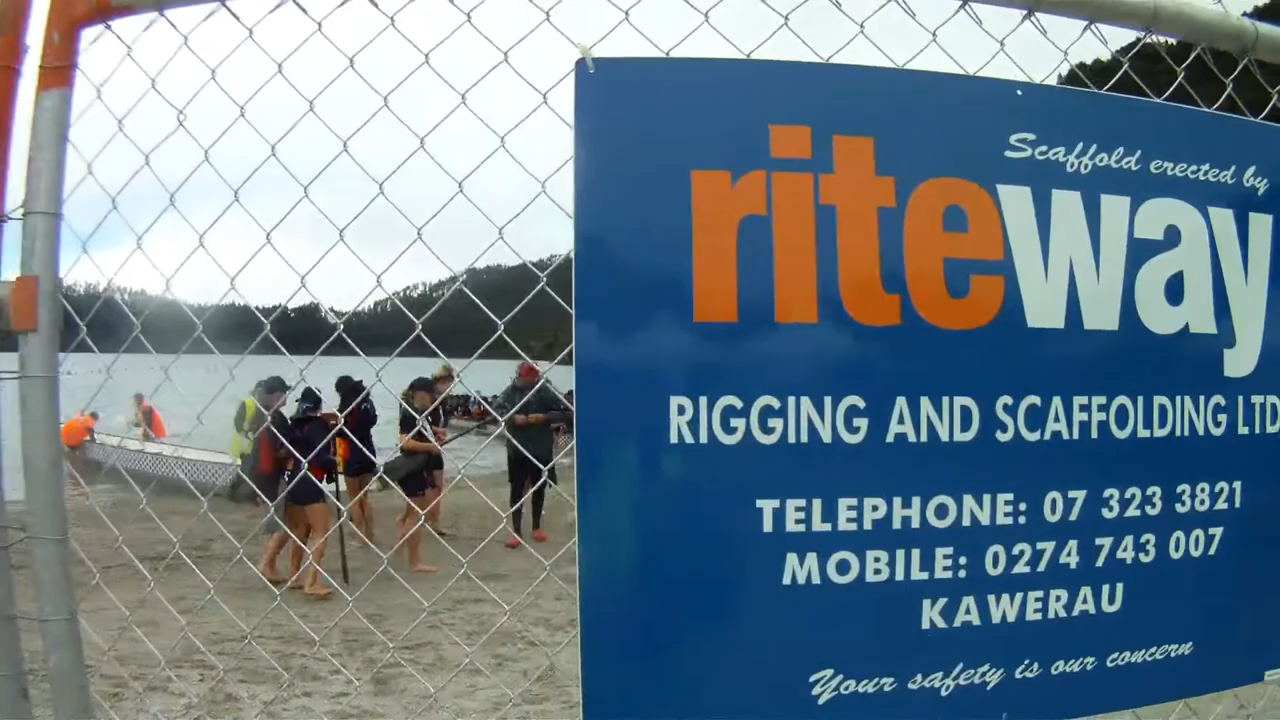 Scaffold erected by
riteway
RIGGING AND SCAFFOLDING LTD
TELEPHONE: 07 323 3821
MOBILE: 0274 743 007
KAWERAU
Your safety is our concern